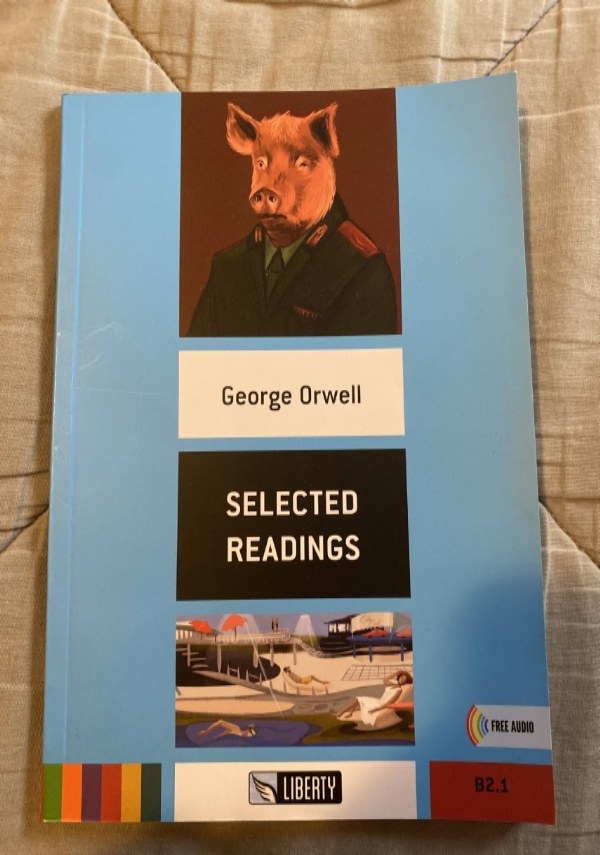 George Orwell
SELECTED
READINGS
FREE AUDIO
LIBERTY
B2.1